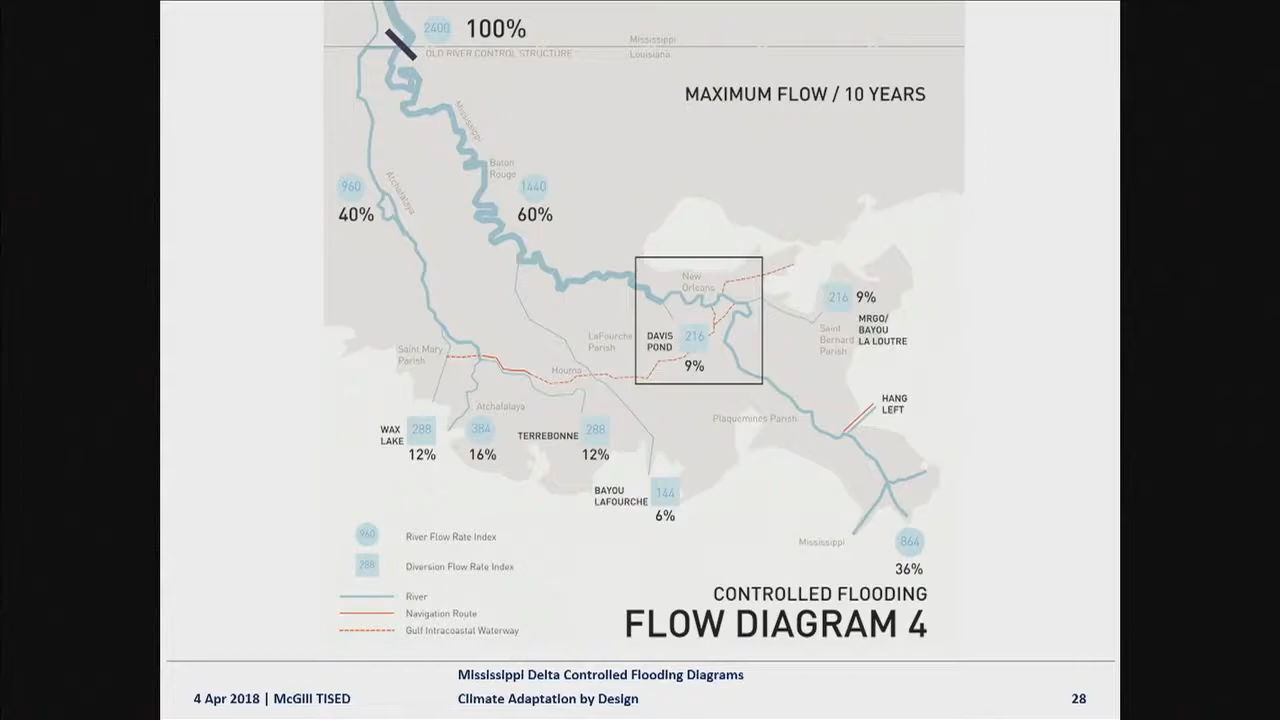 2400 100%
OLD RIVER CONTROL STRUCTURE
Mississippi
Louisiana
MAXIMUM FLOW / 10 YEARS
Mississippi
Baton
Rouge
960
40%
Atchafalaya
1440
60%
New
Orleans
DAVIS
POND
216
9%
216 9%
MRGO/
BAYOU
LA LOUTRE
Saint
Bernard
Parish
LaFourche
Parish
Saint Mary
Parish
Houma
Atchafalaya
Plaquemines Parish
HANG
LEFT
WAX
LAKE
288
12%
384
16%
TERREBONNE
288
12%
BAYOU
LAFOURCHE
144
6%
Mississippi
864
36%
960 River Flow Rate Index
288 Diversion Flow Rate Index
River
Navigation Route
Gulf Intracoastal Waterway
CONTROLLED FLOODING
FLOW DIAGRAM 4
Mississippi Delta Controlled Flooding Diagrams
4 Apr 2018 | McGill TISED
Climate Adaptation by Design
28